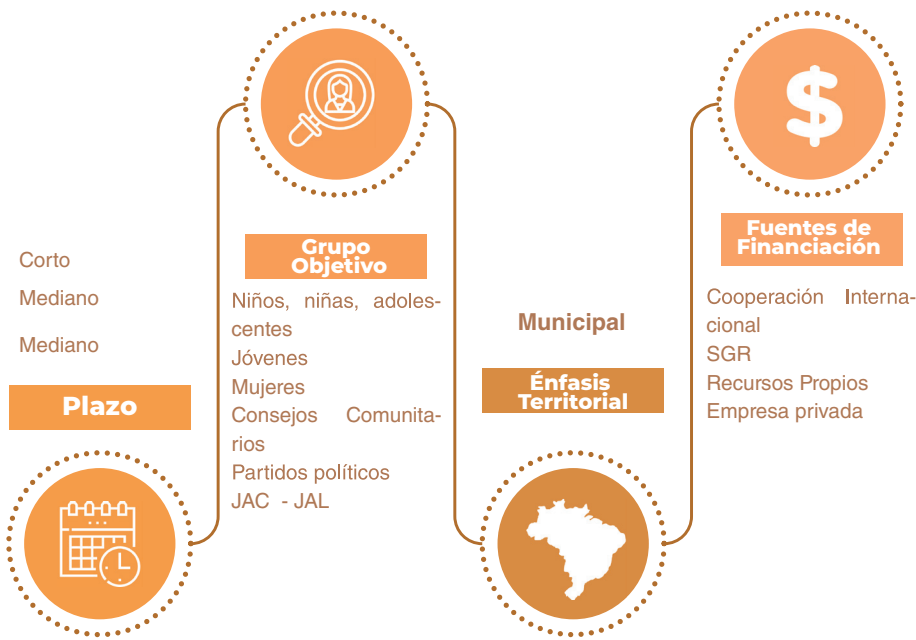 Corto
Mediano
Mediano
Plazo
Grupo
Objetivo
Niños, niñas, adoles-
centes
Jóvenes
Mujeres
Consejos Comunita-
rios
Partidos políticos
JAC - JAL
Municipal
Énfasis
Territorial
$
Fuentes de
Financiación
Cooperación Interna-
cional
SGR
Recursos Propios
Empresa privada